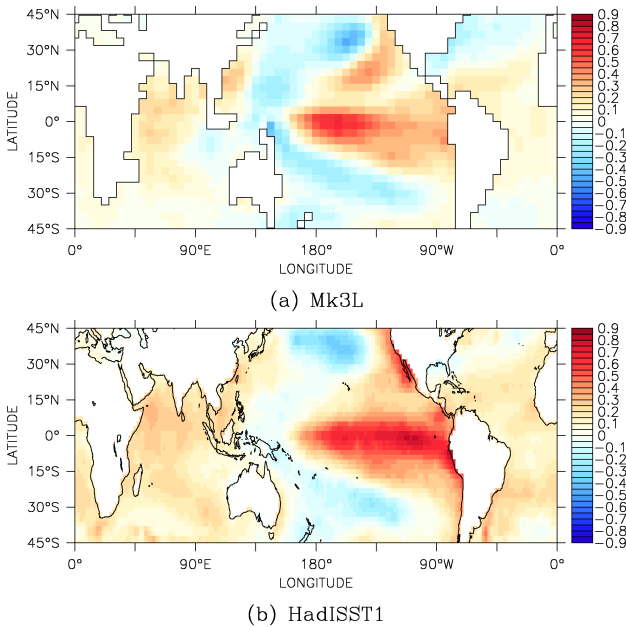 45°N
30°N
15°N
0°
15°S
30°S
45°S
LATITUDE
0° 90°E 180° 90°W 0°
LONGITUDE
0.9
0.8
0.7
0.6
0.5
0.4
0.3
0.2
0.1
0
-0.1
-0.2
-0.3
-0.4
-0.5
-0.6
-0.7
-0.8
-0.9
(a) Mk3L
45°N
30°N
15°N
0°
15°S
30°S
45°S
LATITUDE
0° 90°E 180° 90°W 0°
LONGITUDE
0.9
0.8
0.7
0.6
0.5
0.4
0.3
0.2
0.1
0
-0.1
-0.2
-0.3
-0.4
-0.5
-0.6
-0.7
-0.8
-0.9
(b) HadISST1